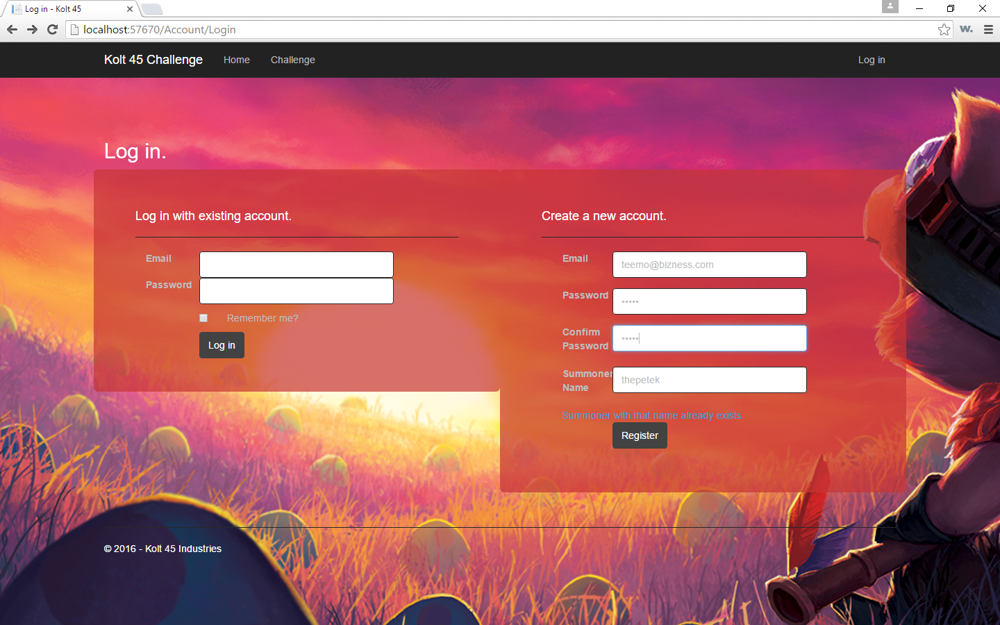 Log in - Kolt 45
localhost:57670/Account/Login
w.
Kolt 45 Challenge
Home
Challenge
Log in
Log in.
Log in with existing account.
Email
Password
Remember me?
Log in
Create a new account.
Email
teemo@bizness.com
Password
•••••
Confirm
Password
•••••
Summoner
Name
thepetek
Summoner with that name already exists
Register
© 2016 - Kolt 45 Industries